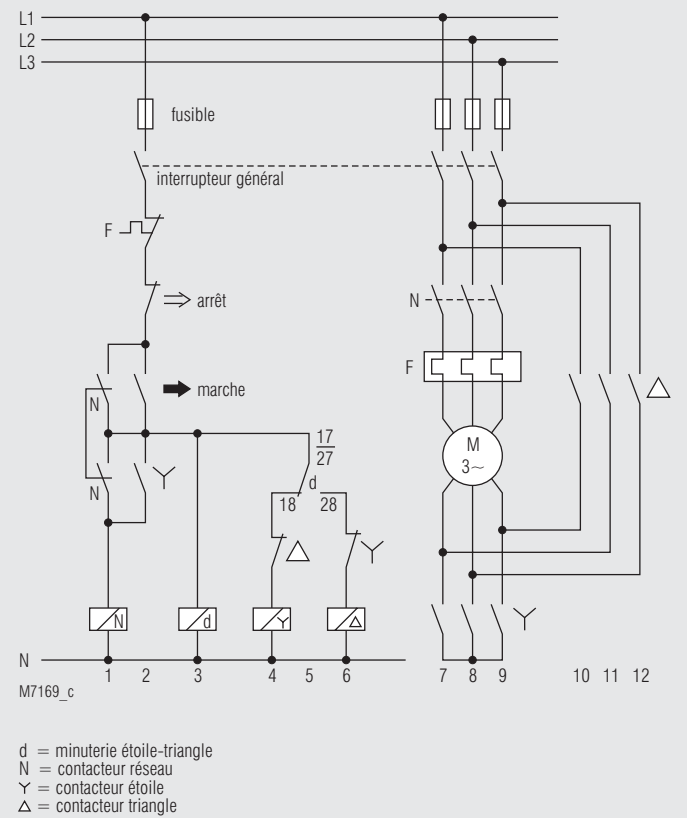 L1
L2
L3
fusible
interrupteur général
F
arrêt
N
F
marche
N
M
3~
17
27
d
N
18 28
N d Y △
N
1 2 3 4 5 6 7 8 9 10 11 12
M7169_c
d = minuterie étoile-triangle
N = contacteur réseau
Y = contacteur étoile
△ = contacteur triangle